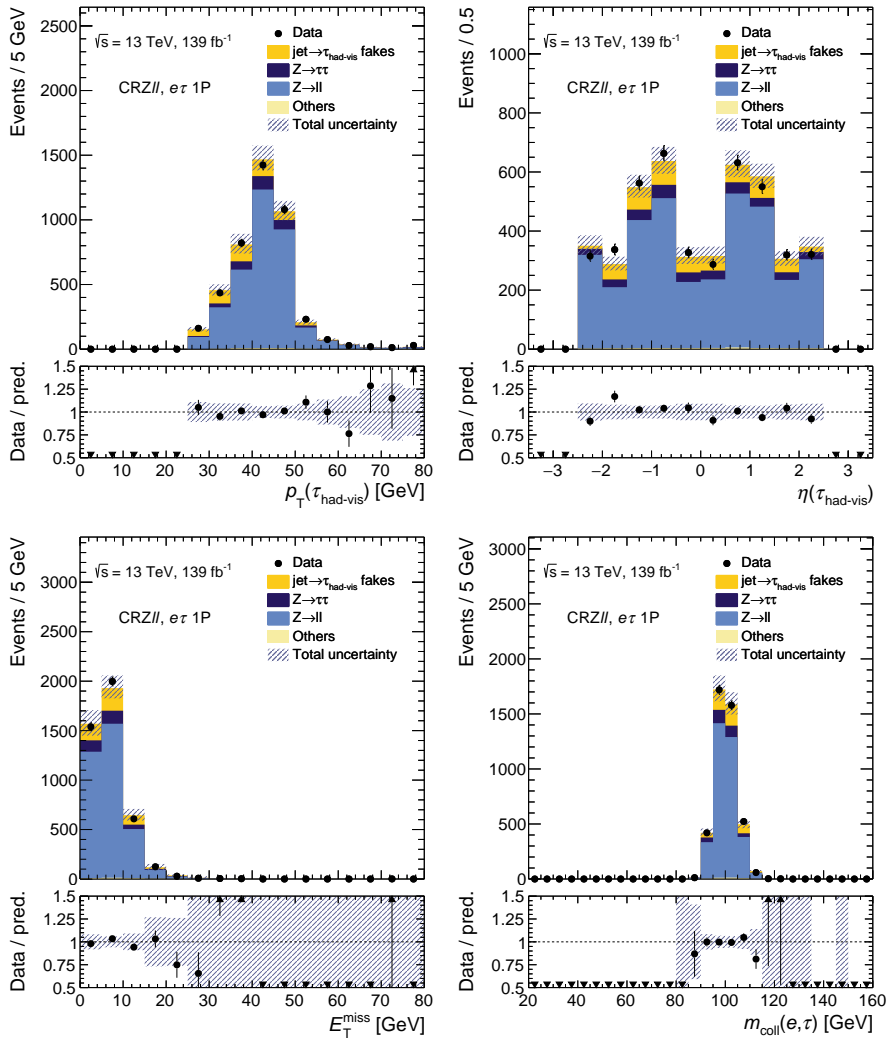 Events / 5 GeV
2500
2000
1500
1000
500
0
√s = 13 TeV, 139 fb⁻¹
CRZll, eτ 1P
Data
jet→τhad-vis fakes
Z→ττ
Z→ll
Others
Total uncertainty
Data / pred.
1.5
1.25
1
0.75
0.5
0 10 20 30 40 50 60 70 80
pT(τhad-vis) [GeV]
Events / 0.5
1000
800
600
400
200
0
√s = 13 TeV, 139 fb⁻¹
CRZll, eτ 1P
Data
jet→τhad-vis fakes
Z→ττ
Z→ll
Others
Total uncertainty
Data / pred.
1.5
1.25
1
0.75
0.5
−3 −2 −1 0 1 2 3
η(τhad-vis)
Events / 5 GeV
3000
2500
2000
1500
1000
500
0
√s = 13 TeV, 139 fb⁻¹
CRZll, eτ 1P
Data
jet→τhad-vis fakes
Z→ττ
Z→ll
Others
Total uncertainty
Data / pred.
1.5
1.25
1
0.75
0.5
0 10 20 30 40 50 60 70 80
ETmiss [GeV]
Events / 5 GeV
3000
2500
2000
1500
1000
500
0
√s = 13 TeV, 139 fb⁻¹
CRZll, eτ 1P
Data
jet→τhad-vis fakes
Z→ττ
Z→ll
Others
Total uncertainty
Data / pred.
1.5
1.25
1
0.75
0.5
20 40 60 80 100 120 140 160
mcoll(e,τ) [GeV]